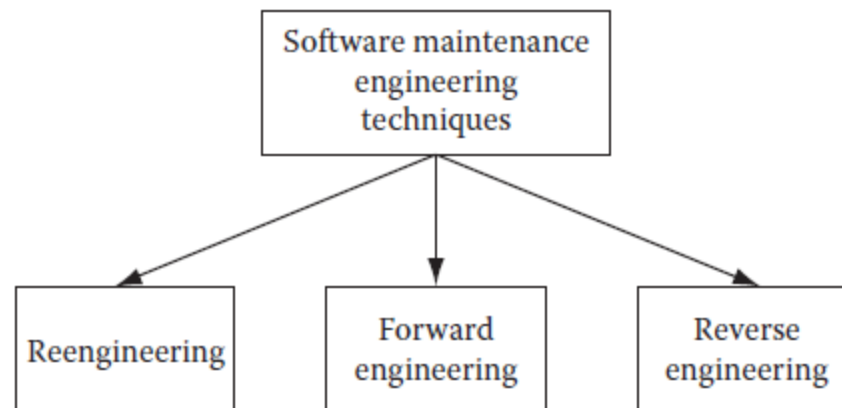 Software maintenance
engineering
techniques
Reengineering
Forward
engineering
Reverse
engineering